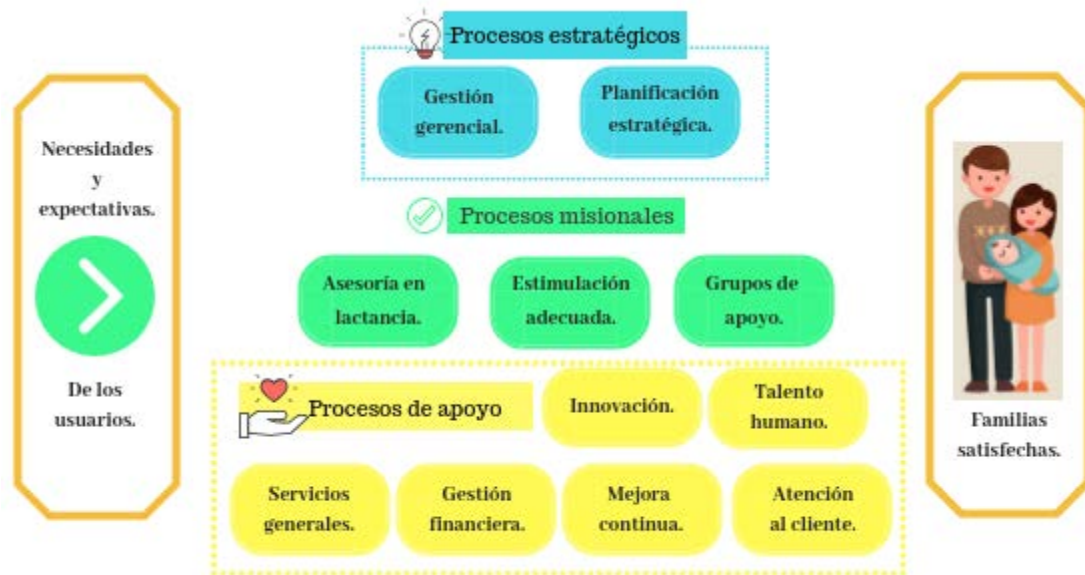 Procesos estratégicos
Gestión
gerencial.
Planificación
estratégica.
Necesidades
y
expectativas.
De los
usuarios.
Procesos misionales
Asesoría en
lactancia.
Estimulación
adecuada.
Grupos de
apoyo.
Procesos de apoyo
Innovación.
Talento
humano.
Servicios
generales.
Gestión
financiera.
Mejora
continua.
Atención
al cliente.
Familias
satisfechas.